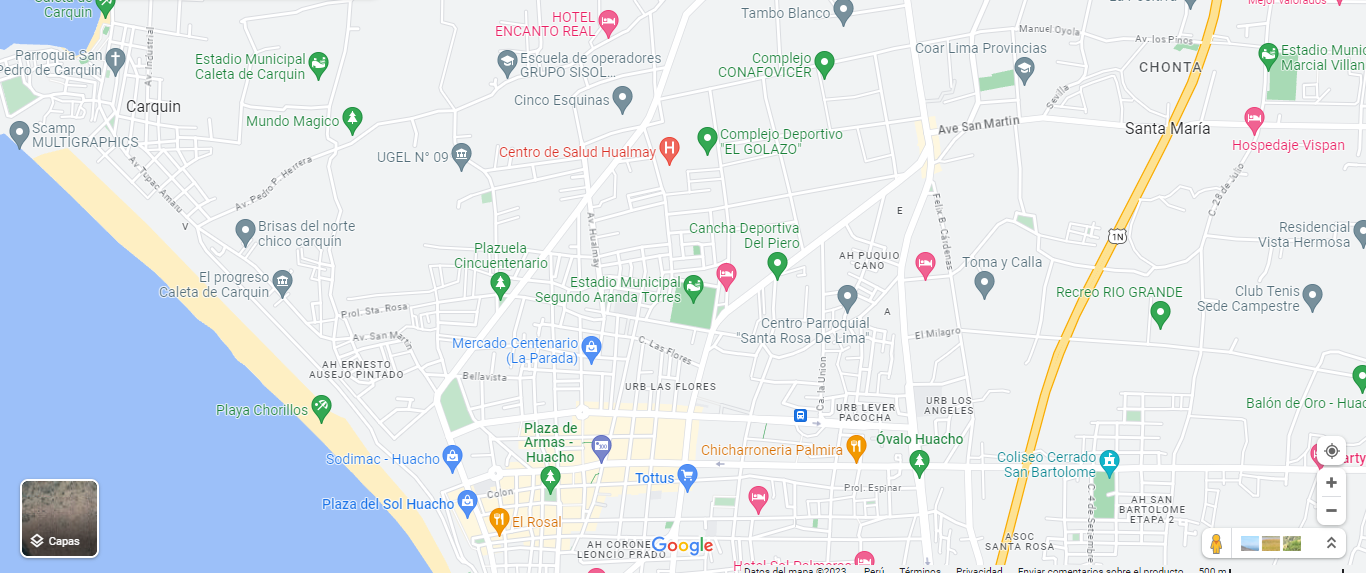 Caleta de
Carquin
HOTEL
ENCANTO REAL
Tambo Blanco
Mejor valorados
Manuel Oyola
Av. los Pinos
Parroquia San
Pedro de Carquin
Av. Industrial
Estadio Municipal
Caleta de Carquin
Escuela de operadores
GRUPO SISOL...
Complejo
CONAFOVICER
Coar Lima Provincias
CHONTA
Estadio Muni
Marcial Villan
Carquin
Cinco Esquinas
Sevilla
Mundo Magico
Scamp
MULTIGRAPHICS
UGEL N° 09
Centro de Salud Hualmay
Complejo Deportivo
"EL GOLAZO"
Ave San Martin
Santa María
Hospedaje Vispan
Av. Tupac Amaru
Av. Pedro P. Herrera
C. 28 de Julio
V
Brisas del norte
chico carquin
Av. Hualmay
E
Felix B. Cárdenas
Cancha Deportiva
Del Piero
1N
Residencial
Vista Hermosa
Plazuela
Cincuentenario
AH PUQUIO
CANO
Toma y Calla
El progreso
Caleta de Carquin
Estadio Municipal
Segundo Aranda Torres
Recreo RIO GRANDE
Club Tenis
Sede Campestre
Prol. Sta. Rosa
A
Centro Parroquial
"Santa Rosa De Lima"
El Milagro
Av. San Martin
Mercado Centenario
(La Parada)
C. Las Flores
AH ERNESTO
AUSEJO PINTADO
Bellavista
Ca. la Unión
URB LAS FLORES
URB LEVER
PACOCHA
URB LOS
ANGELES
Balón de Oro - Huac
Playa Chorillos
Plaza de
Armas -
Huacho
Chicharroneria Palmira
Óvalo Huacho
Sodimac - Huacho
Coliseo Cerrado
San Bartolome
arty
Tottus
Colon
Prol. Espinar
Plaza del Sol Huacho
C. 4 de Setiembre
AH SAN
BARTOLOME
ETAPA 2
El Rosal
Capas
AH CORONE
LEONCIO PRADO
Google
ASOC
SANTA ROSA
Hotel Sol Palmeras
Datos del mapa ©2023
Perú
Términos
Privacidad
Enviar comentarios sobre el producto
500 m